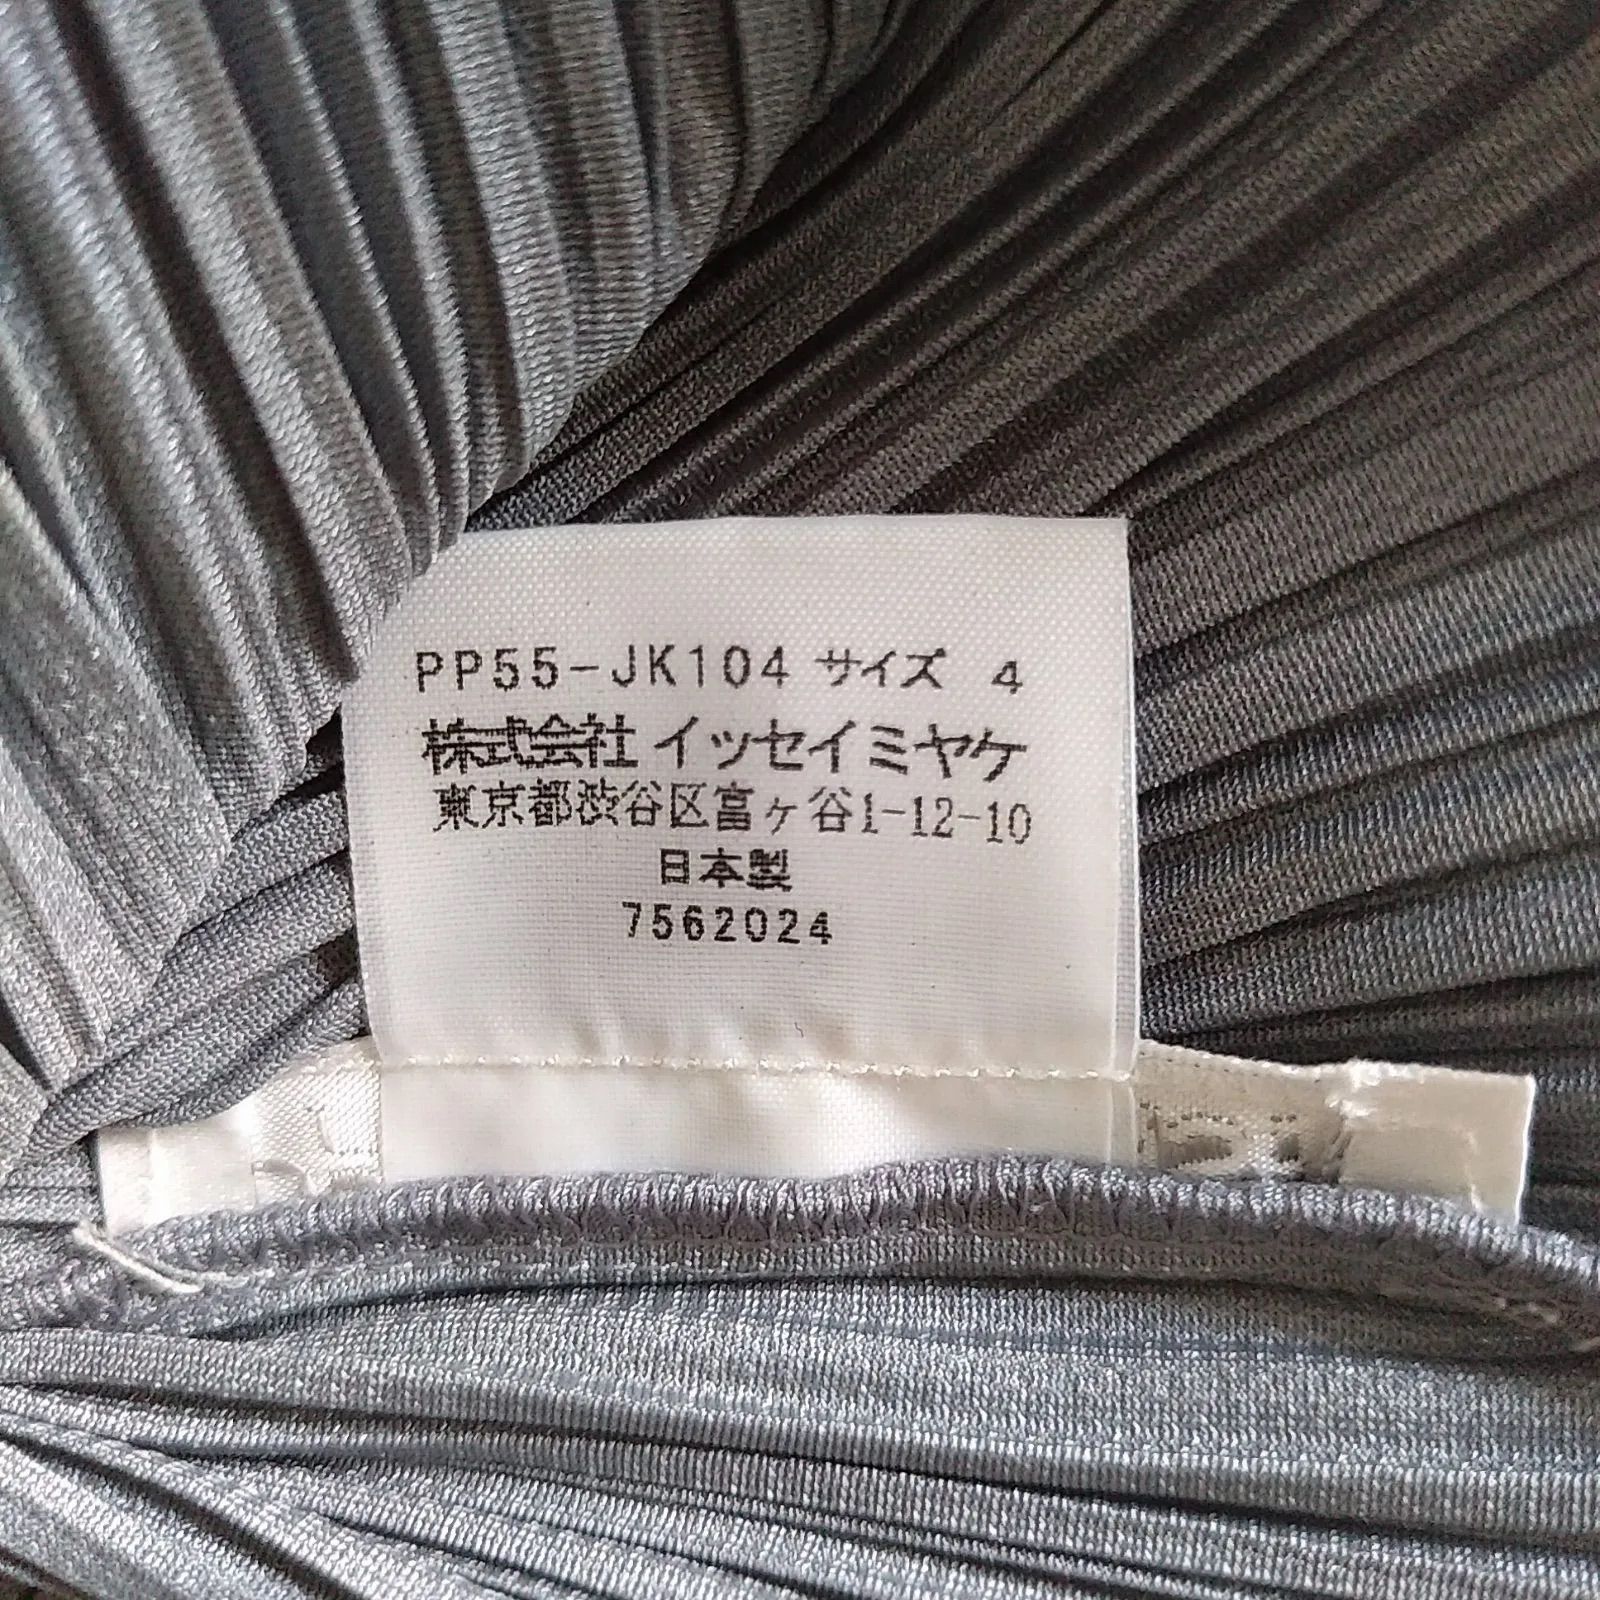 PP55-JK104 サイズ 4
株式会社 イッセイミヤケ
東京都渋谷区富ヶ谷1-12-10
日本製
7562024